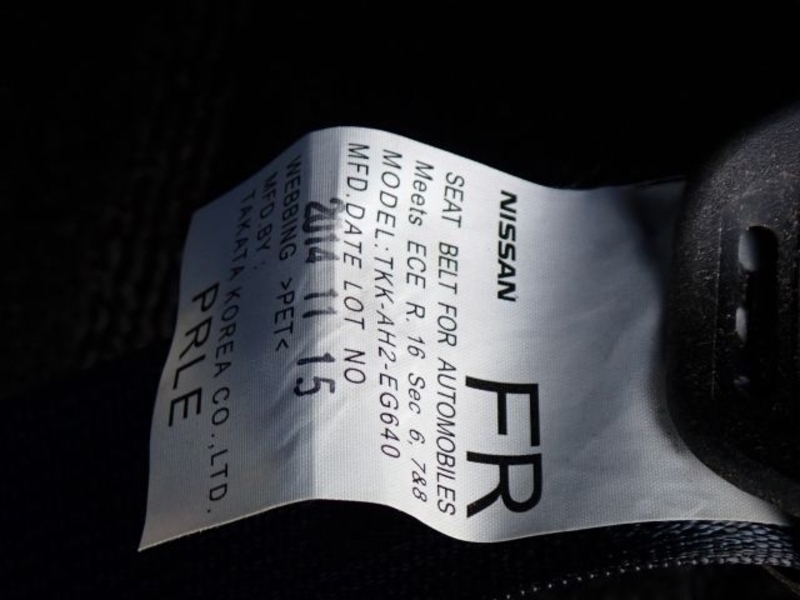 NISSAN
FR
SEAT BELT FOR AUTOMOBILES
Meets ECE R. 16 Sec 6, 7&8
MODEL:TKK-AH2-EG640
MFD.DATE LOT NO
2014 11 15
WEBBING >PET<
MFD BY :
TAKATA KOREA CO.,LTD.
PRLE